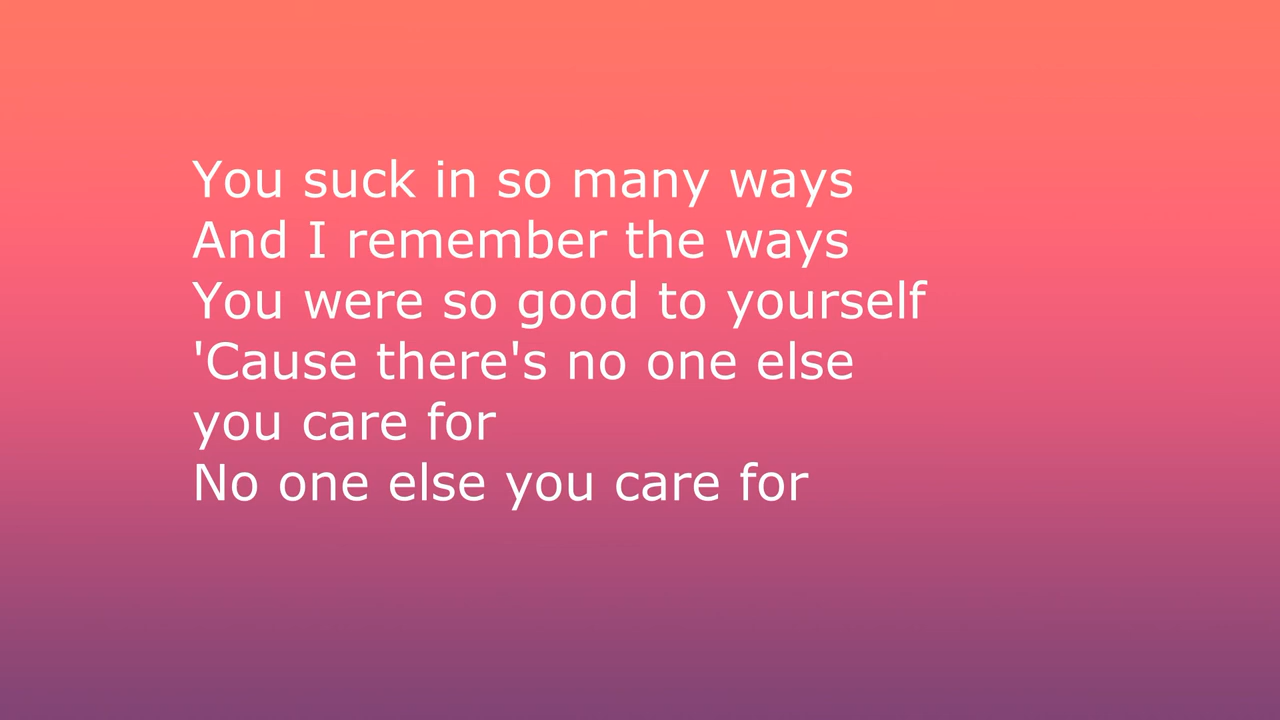 You suck in so many ways
And I remember the ways
You were so good to yourself
'Cause there's no one else
you care for
No one else you care for